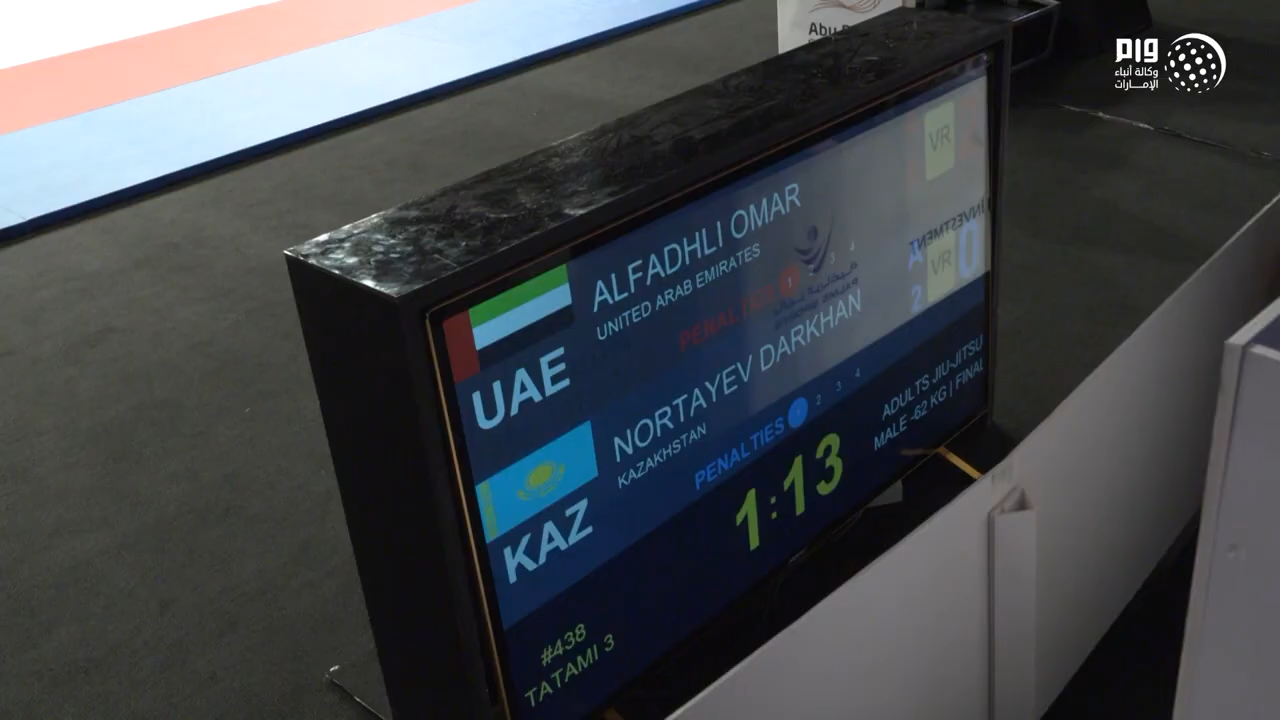 وام
وكالة أنباء
الإمارات
Abu
VR
ALFADHLI OMAR
UNITED ARAB EMIRATES
PENALTIES 1 3 4
UAE
INVESTMENT
VR
0
A
2
NORTAYEV DARKHAN
KAZAKHSTAN
PENALTIES 1 2 3 4
KAZ
1:13
ADULTS JIU-JITSU
MALE -62 KG | FINAL
#438
TATAMI 3